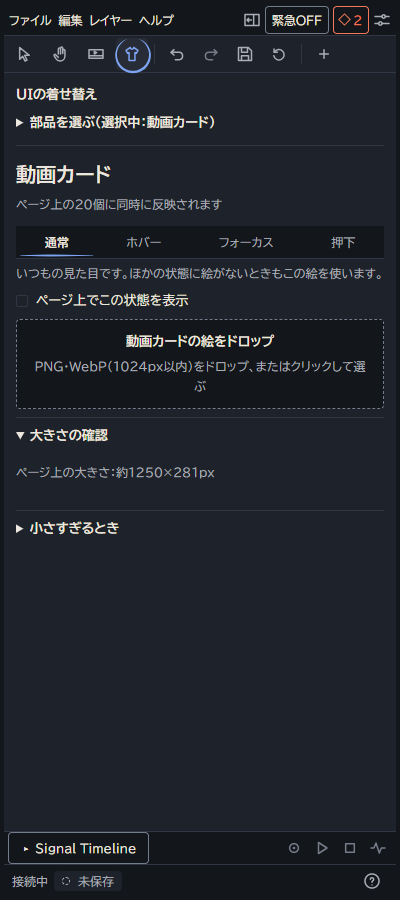 ファイル 編集 レイヤー ヘルプ 緊急OFF ◇ 2
UIの着せ替え
▶ 部品を選ぶ（選択中：動画カード）
動画カード
ページ上の20個に同時に反映されます
通常 ホバー フォーカス 押下
いつもの見た目です。ほかの状態に絵がないときもこの絵を使います。
ページ上でこの状態を表示
動画カードの絵をドロップ
PNG・WebP（1024px以内）をドロップ、またはクリックして選
ぶ
▼ 大きさの確認
ページ上の大きさ：約1250×281px
▶ 小さすぎるとき
▸ Signal Timeline
接続中 未保存